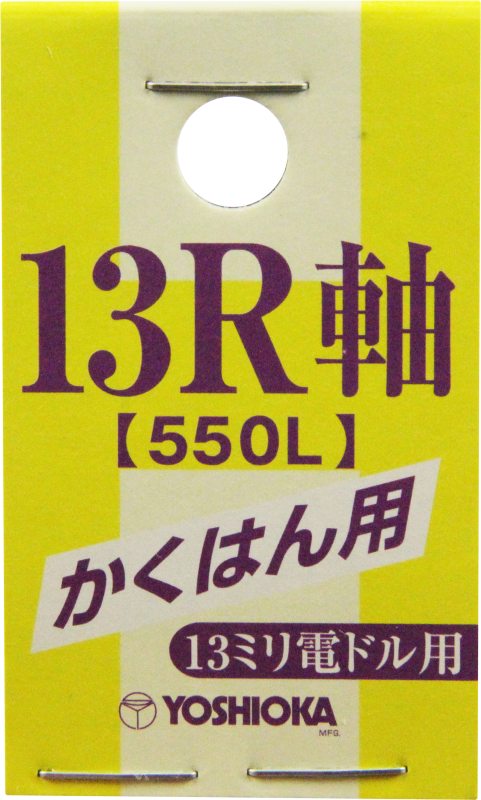 13R軸
【550L】
かくはん用
13ミリ電ドル用
YOSHIOKA
MFG.